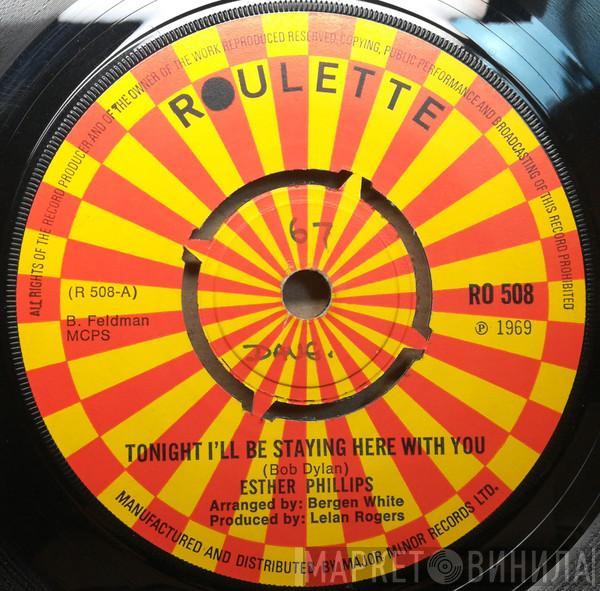 ALL RIGHTS OF THE RECORD PRODUCER AND OF THE OWNER OF THE WORK REPRODUCED RESERVED, COPYING, PUBLIC PERFORMANCE AND BROADCASTING OF THIS RECORD PROHIBITED
ROULETTE
67
(R 508-A)
B. Feldman
MCPS
RO 508
℗ 1969
DAVE.
TONIGHT I'LL BE STAYING HERE WITH YOU
(Bob Dylan)
ESTHER PHILLIPS
Arranged by: Bergen White
Produced by: Lelan Rogers
MANUFACTURED AND DISTRIBUTED BY MAJOR MINOR RECORDS LTD.
МАРКЕТ ВИНИЛА